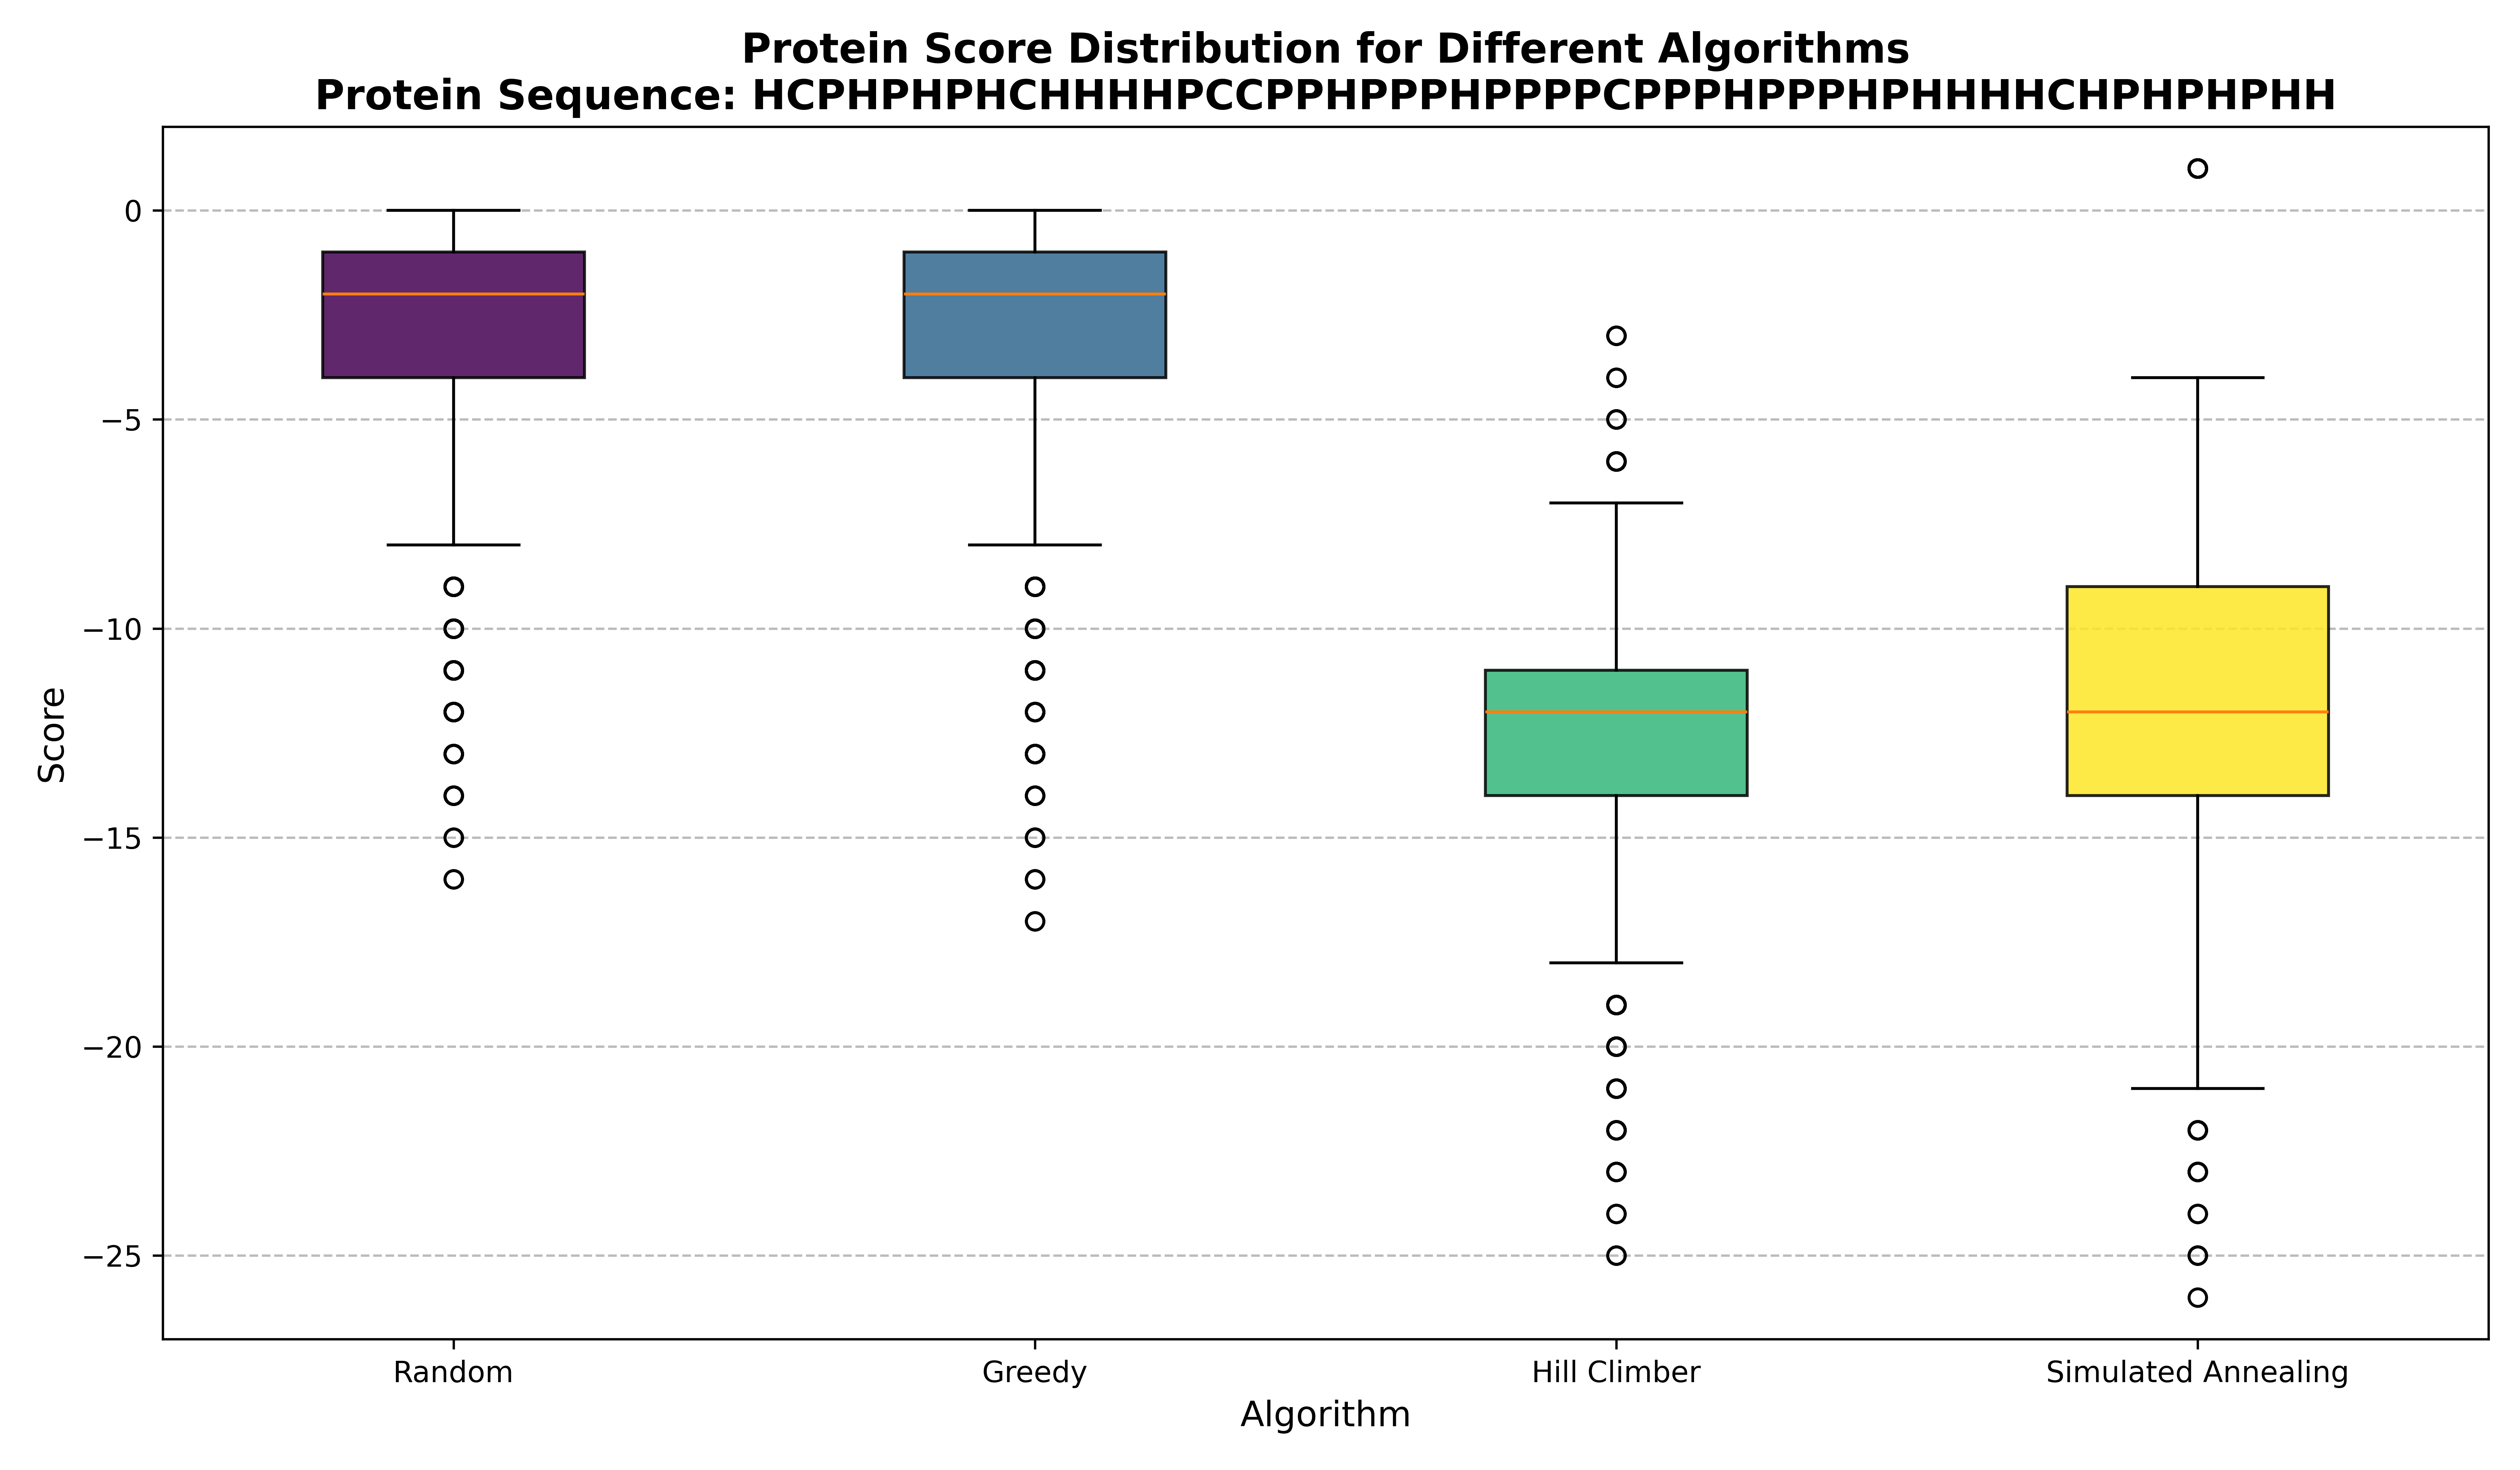 Protein Score Distribution for Different Algorithms
Protein Sequence: HCPHPHPHCHHHHHPCCPPHPPPHPPPPCPPPHPPPHPHHHHCHPHPHPHH
0
−5
−10
−15
−20
−25
Score
Random
Greedy
Hill Climber
Simulated Annealing
Algorithm